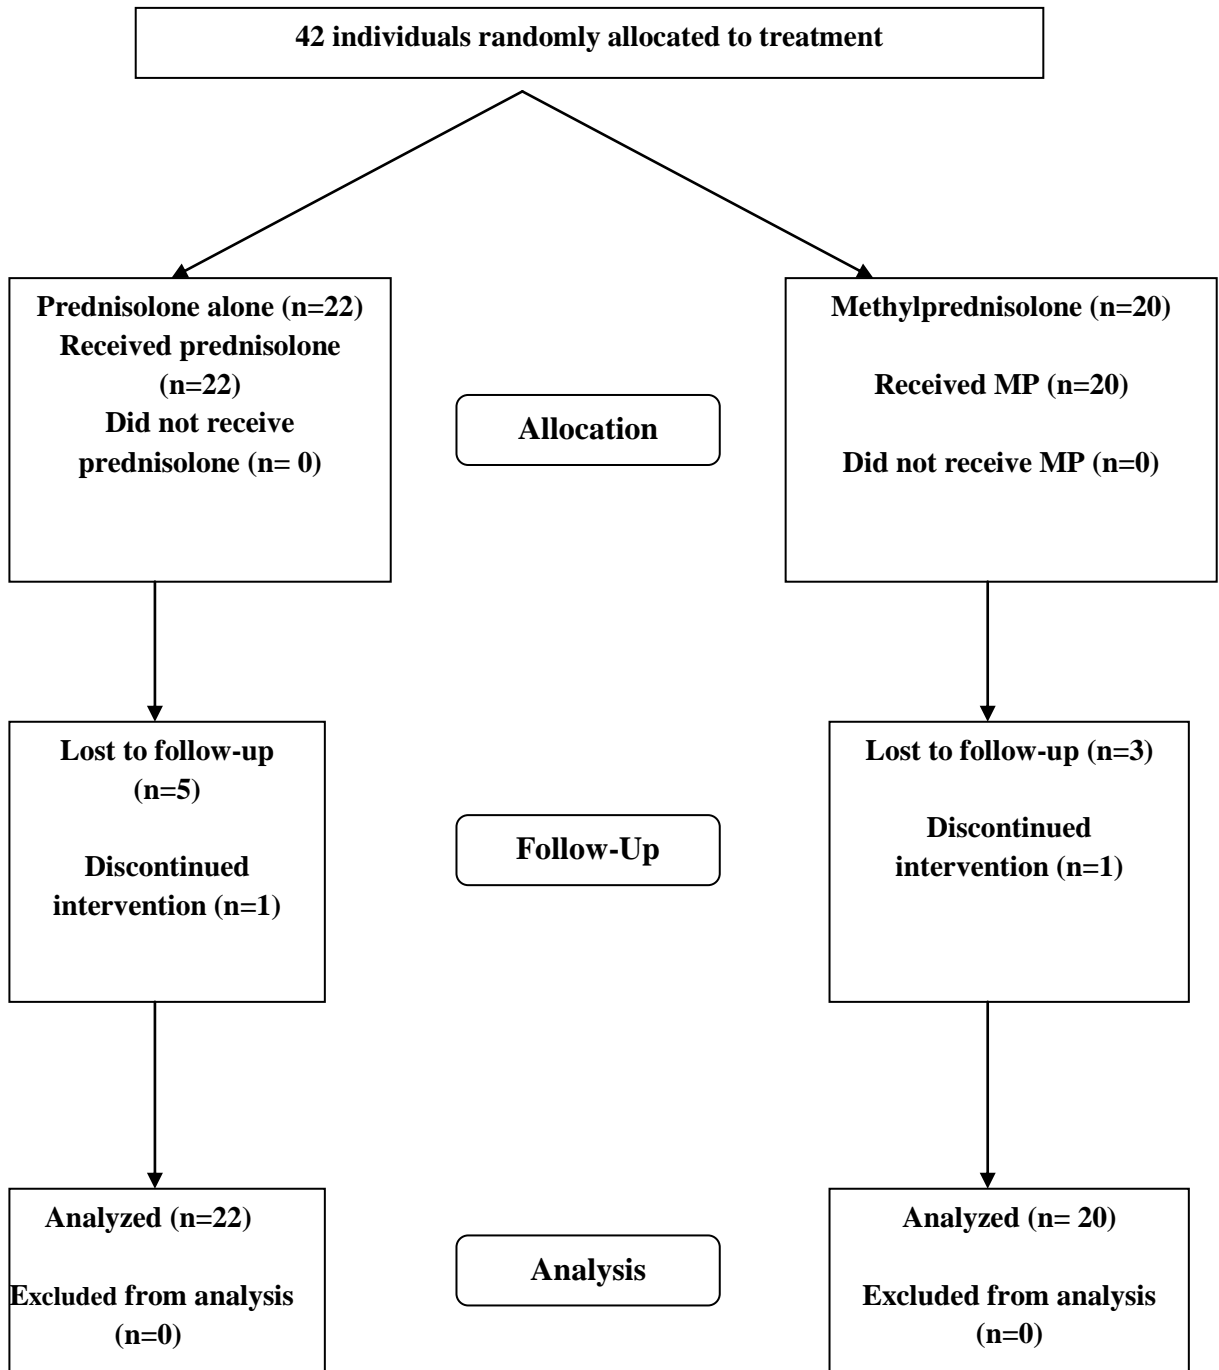 42 individuals randomly allocated to treatment
Prednisolone alone (n=22)
Received prednisolone
(n=22)
Did not receive
prednisolone (n= 0)
Allocation
Methylprednisolone (n=20)
Received MP (n=20)
Did not receive MP (n=0)
Lost to follow-up
(n=5)
Discontinued
intervention (n=1)
Follow-Up
Lost to follow-up (n=3)
Discontinued
intervention (n=1)
Analyzed (n=22)
Excluded from analysis
(n=0)
Analysis
Analyzed (n= 20)
Excluded from analysis
(n=0)